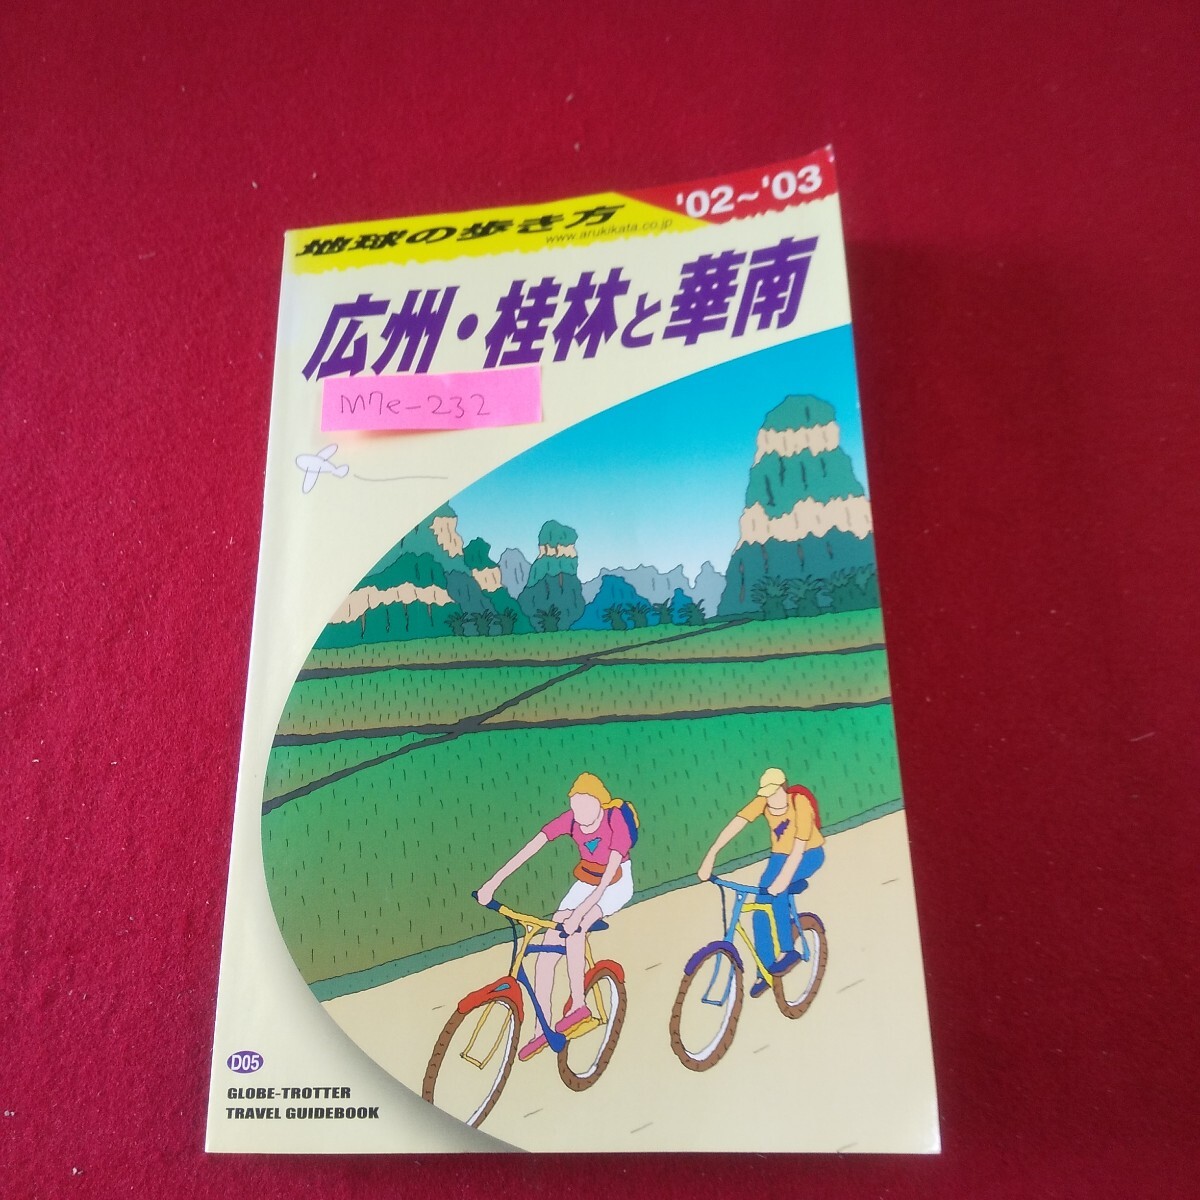 '02~'03
地球の歩き方
www.arukikata.co.jp
広州・桂林と華南
M7e-232
D05
GLOBE-TROTTER
TRAVEL GUIDEBOOK